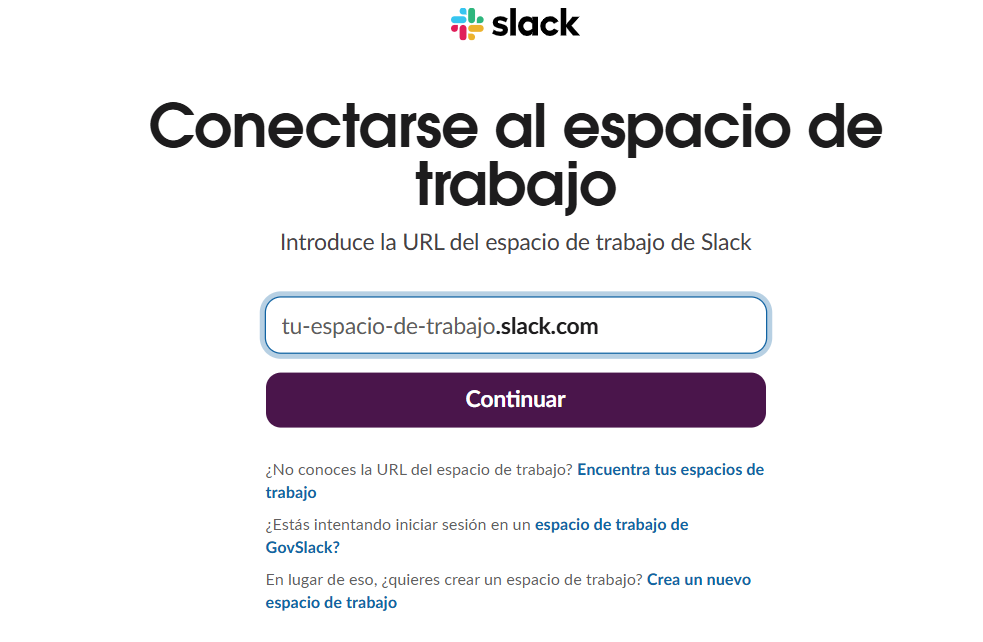 slack
Conectarse al espacio de
trabajo
Introduce la URL del espacio de trabajo de Slack
tu-espacio-de-trabajo.slack.com
Continuar
¿No conoces la URL del espacio de trabajo? Encuentra tus espacios de
trabajo
¿Estás intentando iniciar sesión en un espacio de trabajo de
GovSlack?
En lugar de eso, ¿quieres crear un espacio de trabajo? Crea un nuevo
espacio de trabajo